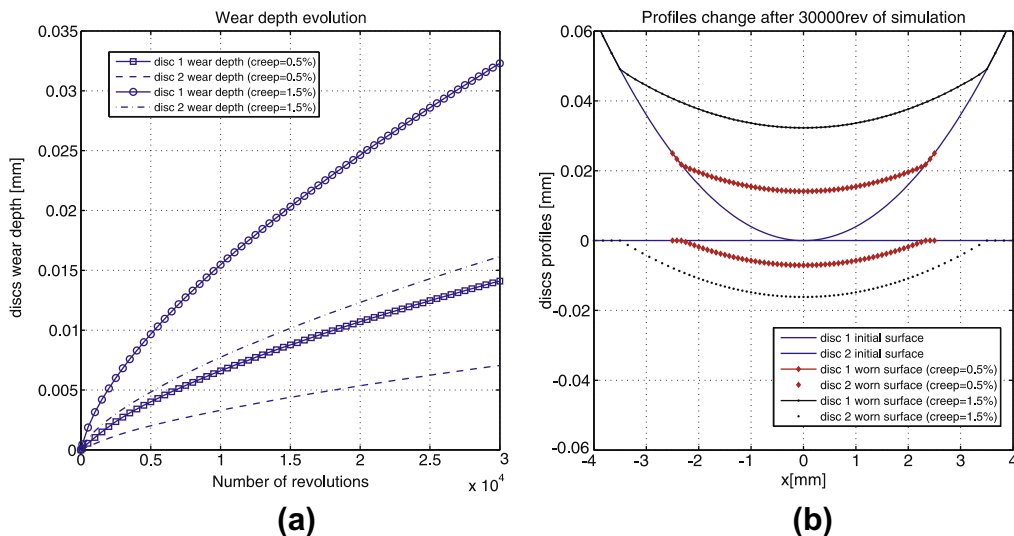 Wear depth evolution
disc 1 wear depth (creep=0.5%)
disc 2 wear depth (creep=0.5%)
disc 1 wear depth (creep=1.5%)
disc 2 wear depth (creep=1.5%)
discs wear depth [mm]
0.035
0.03
0.025
0.02
0.015
0.01
0.005
0
0 0.5 1 1.5 2 2.5 3
x 10^4
Number of revolutions
(a)
Profiles change after 30000rev of simulation
discs profiles [mm]
0.06
0.04
0.02
0
-0.02
-0.04
-0.06
disc 1 initial surface
disc 2 initial surface
disc 1 worn surface (creep=0.5%)
disc 2 worn surface (creep=0.5%)
disc 1 worn surface (creep=1.5%)
disc 2 worn surface (creep=1.5%)
-4 -3 -2 -1 0 1 2 3 4
x[mm]
(b)